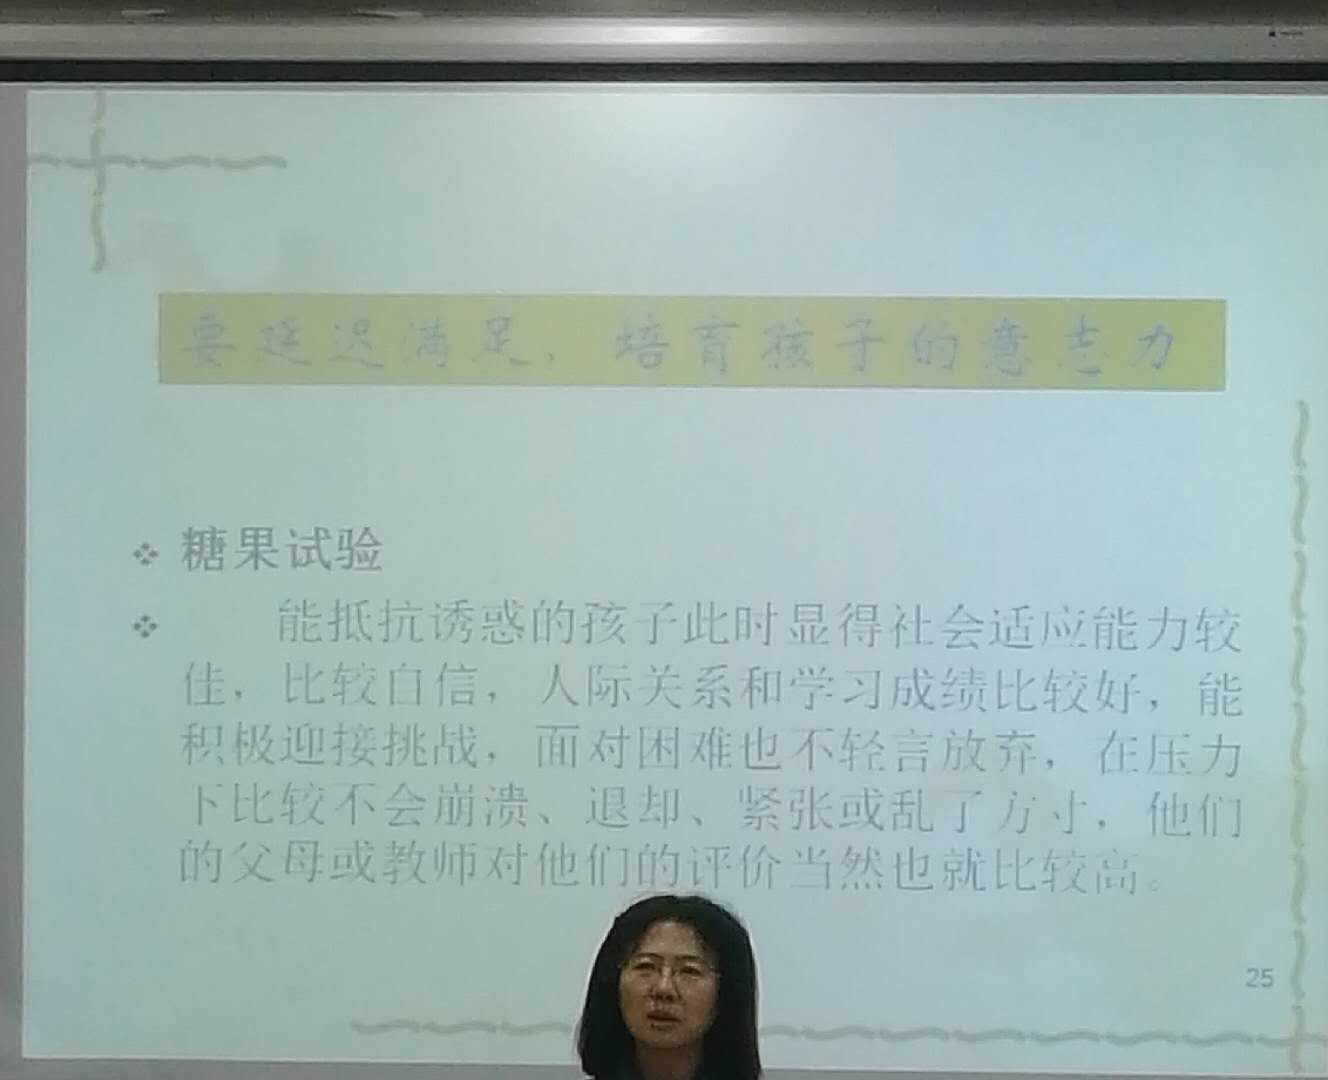 要延迟满足，培育孩子的意志力
糖果试验
能抵抗诱惑的孩子此时显得社会适应能力较
佳，比较自信，人际关系和学习成绩比较好，能
积极迎接挑战，面对困难也不轻言放弃，在压力
下比较不会崩溃、退却、紧张或乱了方寸，他们
的父母或教师对他们的评价当然也就比较高。
25